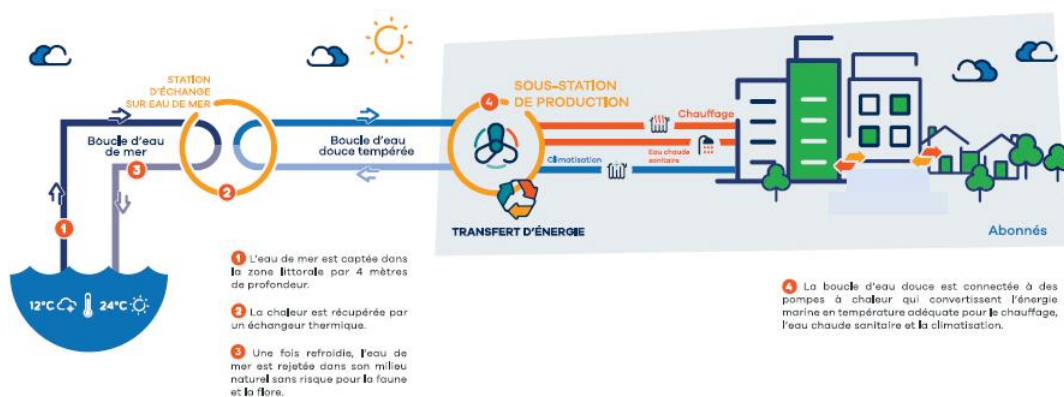 STATION
D'ÉCHANGE
SUR EAU DE MER
Boucle d'eau
de mer
Boucle d'eau
douce tempérée
4
SOUS-STATION
DE PRODUCTION
Chauffage
Eau chaude
sanitaire
Climatisation
TRANSFERT D'ÉNERGIE
Abonnés
3
2
1
12°C 24°C
1 L'eau de mer est captée dans
la zone littorale par 4 mètres
de profondeur.
2 La chaleur est récupérée par
un échangeur thermique.
3 Une fois refroidie, l'eau de
mer est rejetée dans son milieu
naturel sans risque pour la faune
et la flore.
4 La boucle d'eau douce est connectée à des
pompes à chaleur qui convertissent l'énergie
marine en température adéquate pour le chauffage,
l'eau chaude sanitaire et la climatisation.